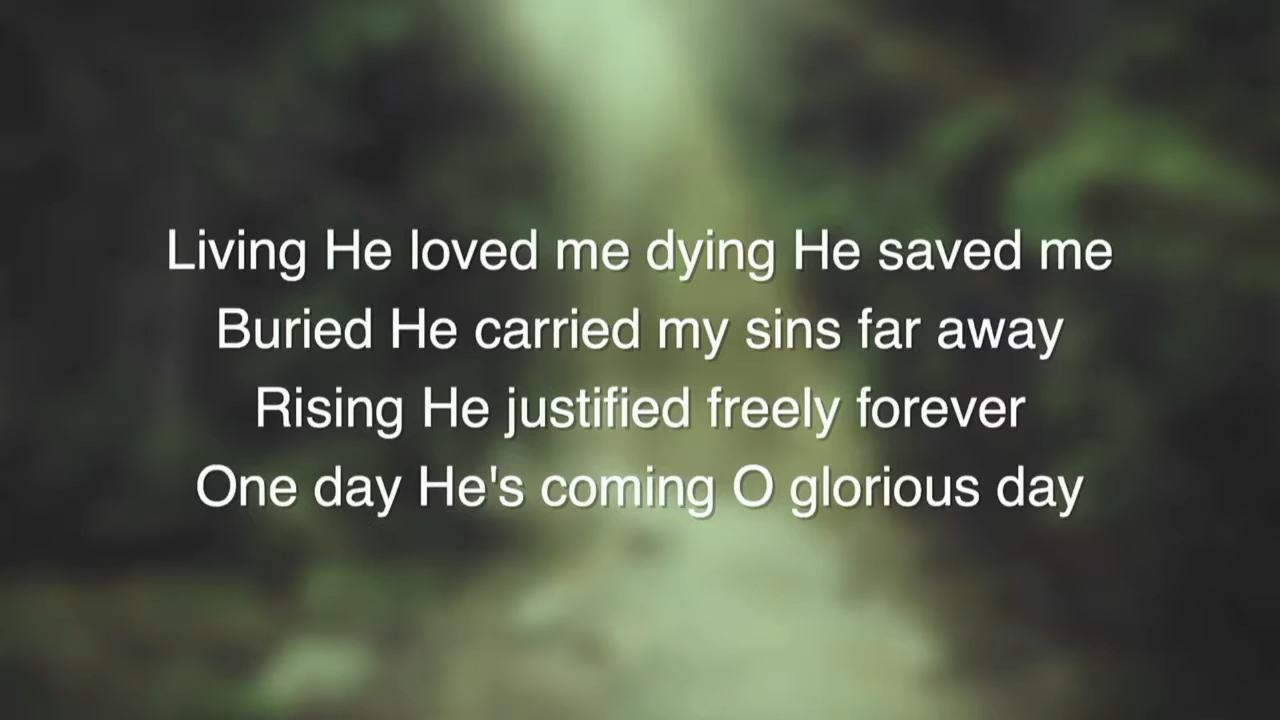 Living He loved me dying He saved me
Buried He carried my sins far away
Rising He justified freely forever
One day He's coming O glorious day